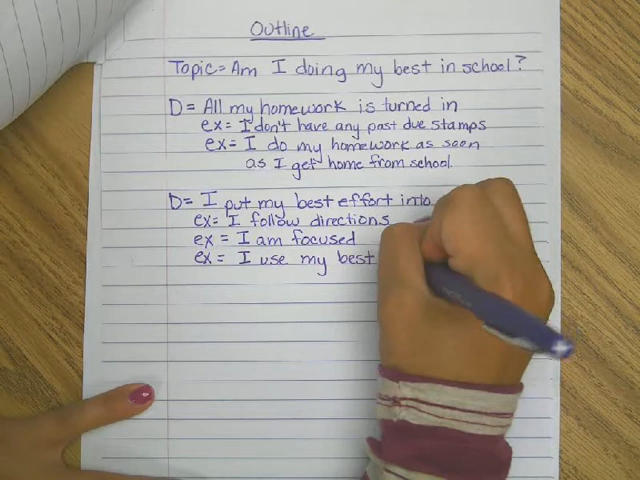 Outline
Topic= Am I doing my best in school?
D= All my homework is turned in
ex= I don't have any past due stamps
ex= I do my homework as soon
as I get home from school.
D= I put my best effort into
ex= I follow directions
ex= I am focused
ex= I use my best